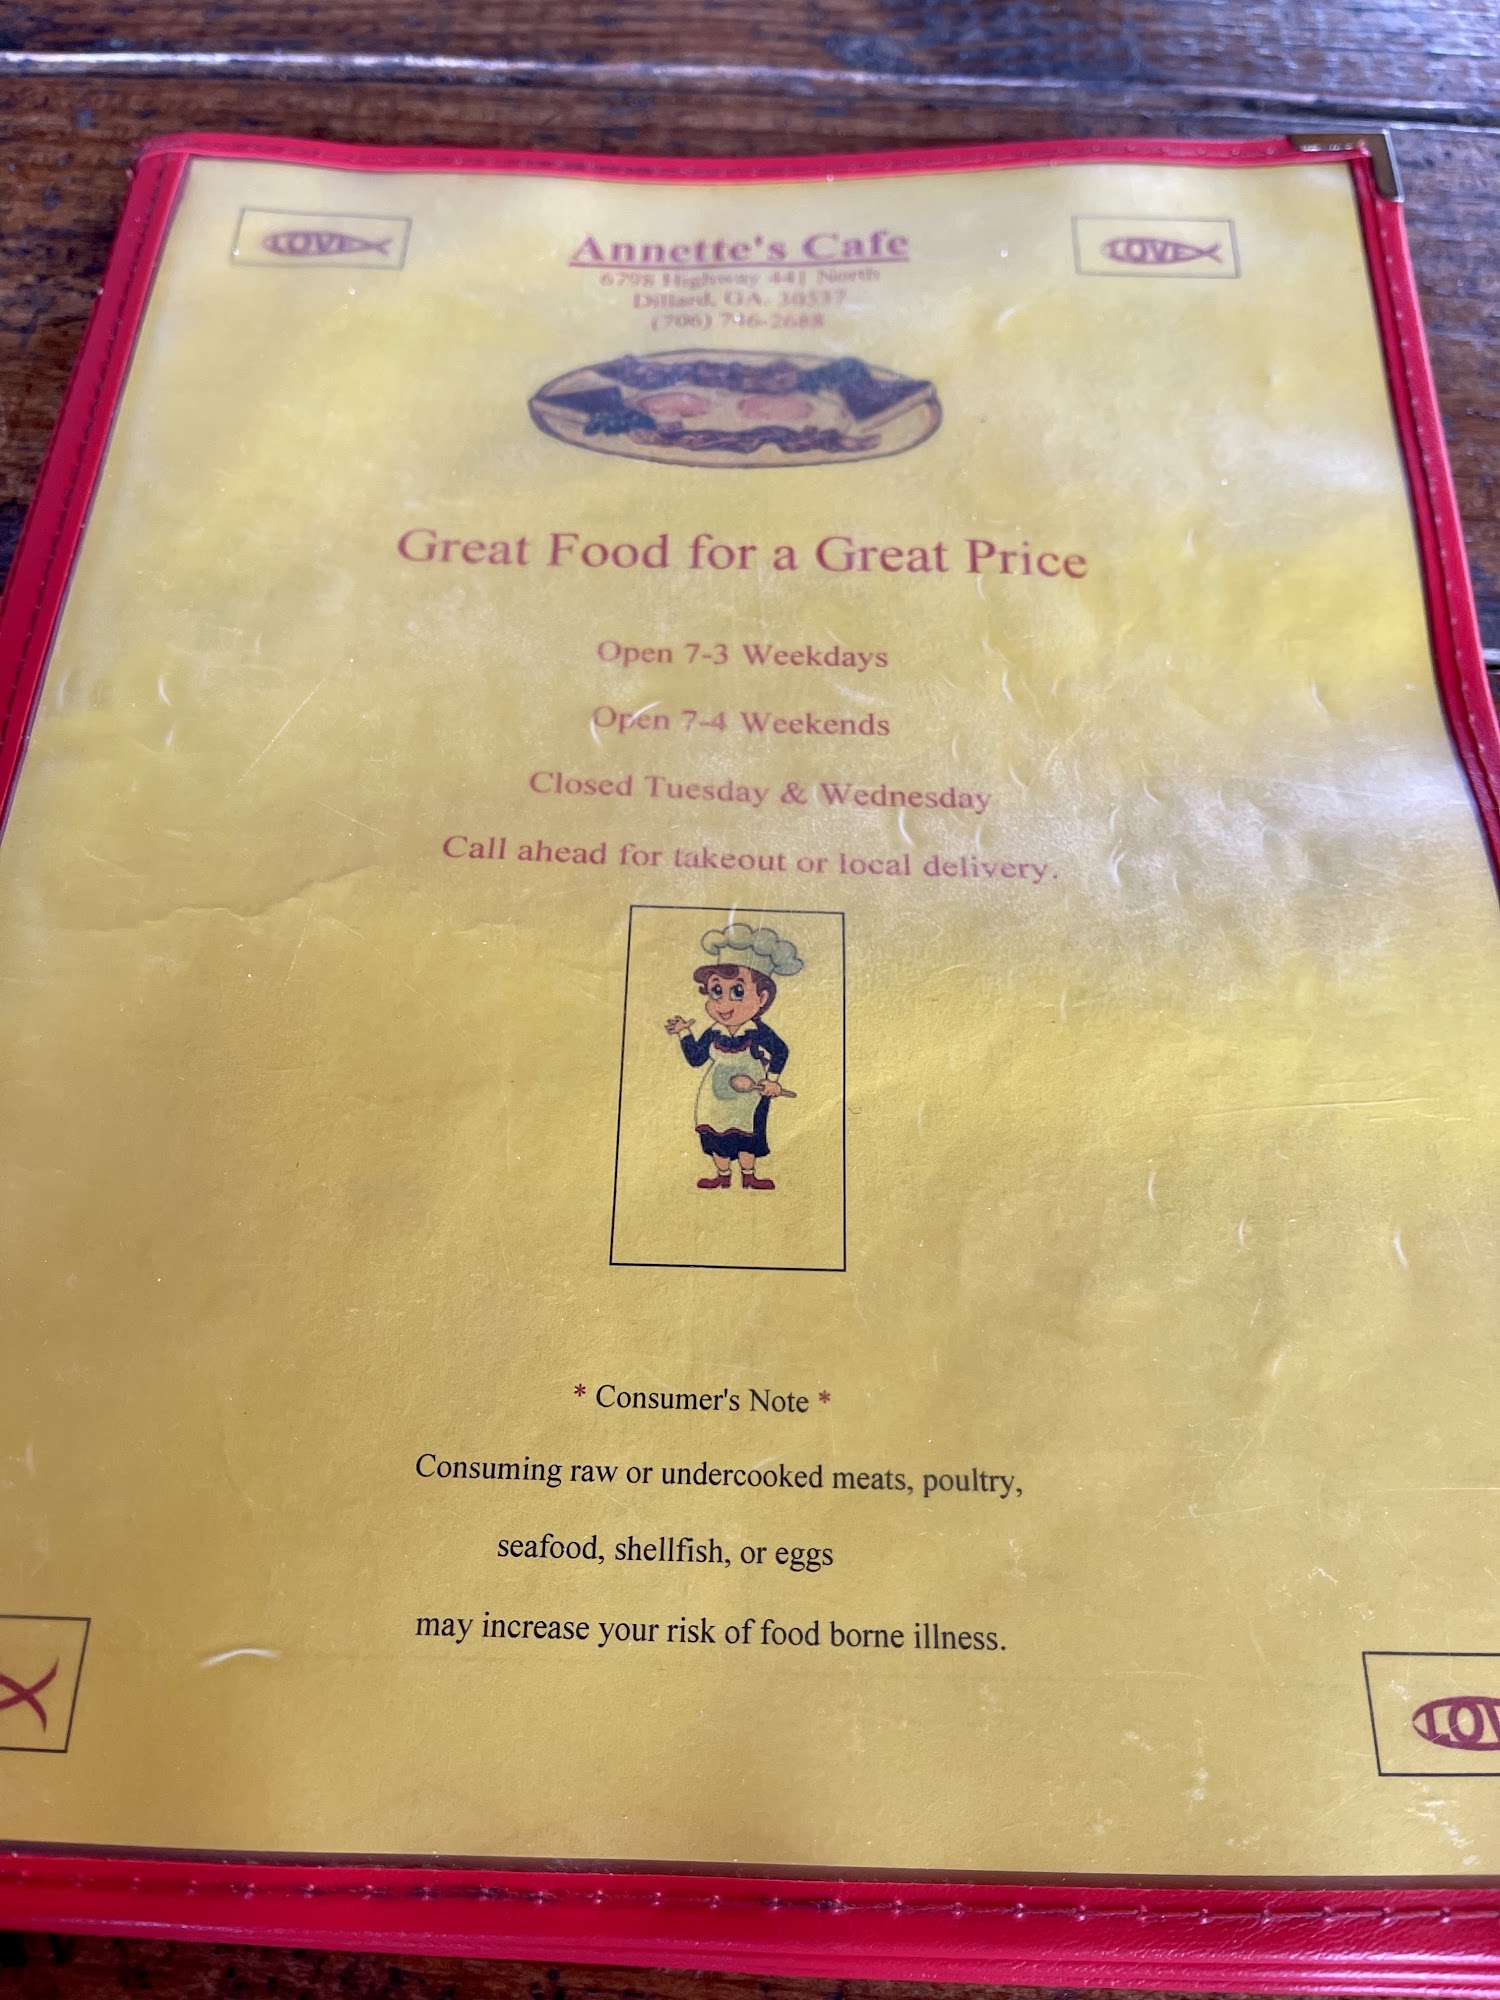 LOVE
Annette's Cafe
LOVE
6798 Highway 441 North
Dillard, GA. 30537
(706) 746-2688
Great Food for a Great Price
Open 7-3 Weekdays
Open 7-4 Weekends
Closed Tuesday & Wednesday
Call ahead for takeout or local delivery.
* Consumer's Note *
Consuming raw or undercooked meats, poultry,
seafood, shellfish, or eggs
may increase your risk of food borne illness.
LOV